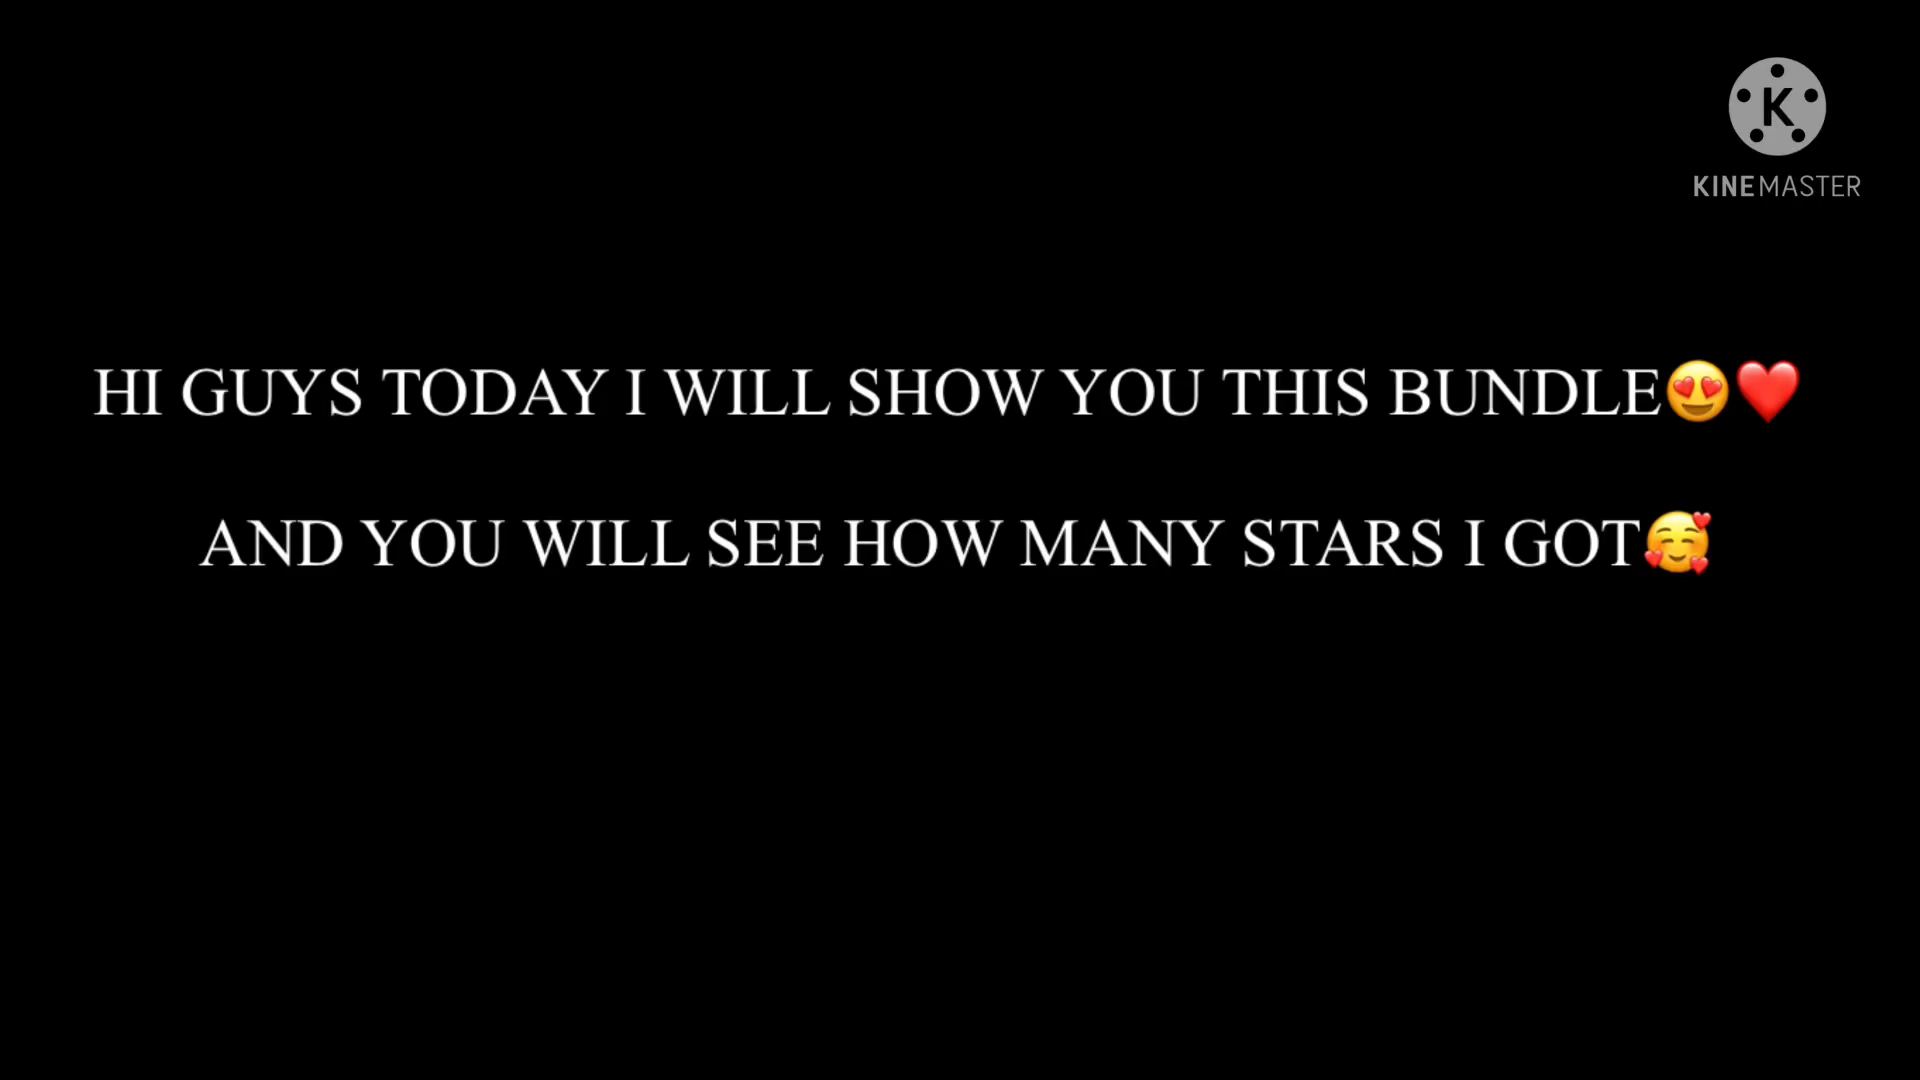 K
KINEMASTER
HI GUYS TODAY I WILL SHOW YOU THIS BUNDLE😍❤️
AND YOU WILL SEE HOW MANY STARS I GOT🥰